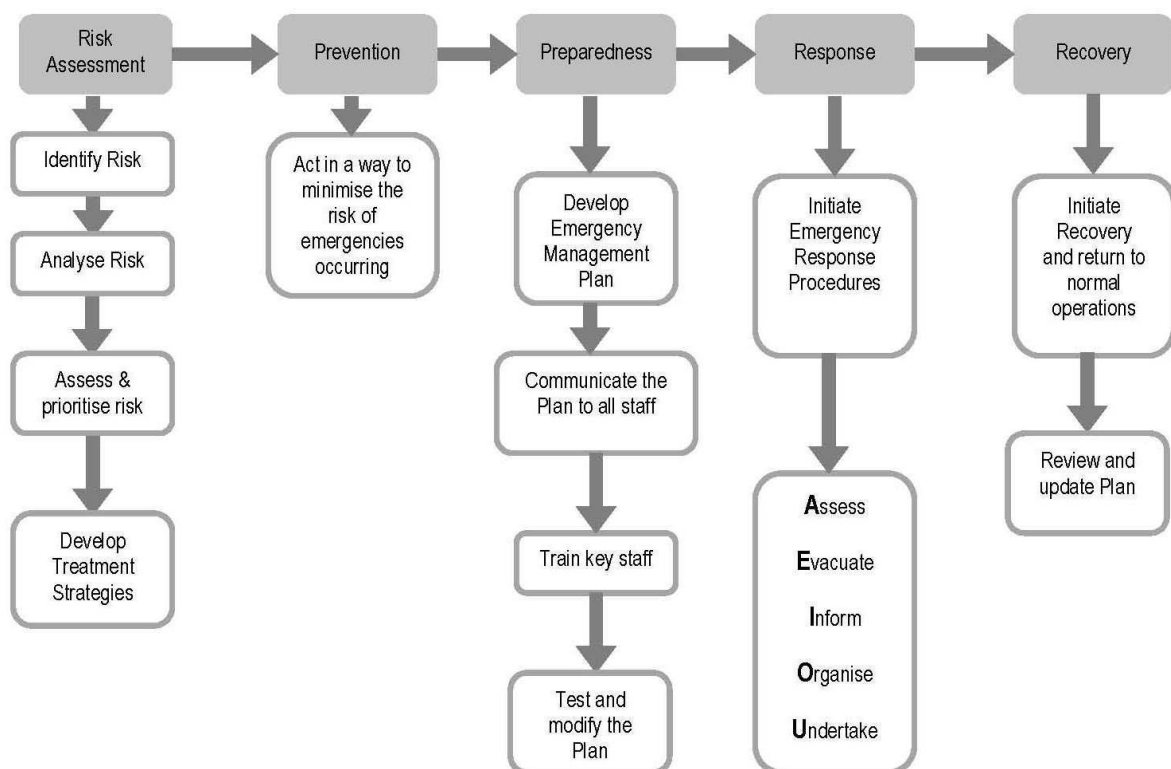 Risk
Assessment
Prevention
Preparedness
Response
Recovery
Identify Risk
Analyse Risk
Assess &
prioritise risk
Develop
Treatment
Strategies
Act in a way to
minimise the
risk of
emergencies
occurring
Develop
Emergency
Management
Plan
Communicate the
Plan to all staff
Train key staff
Test and
modify the
Plan
Initiate
Emergency
Response
Procedures
Assess
Evacuate
Inform
Organise
Undertake
Initiate
Recovery
and return to
normal
operations
Review and
update Plan